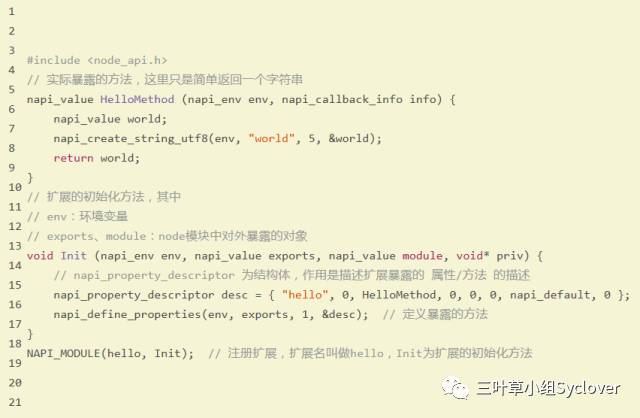 1
2
3
#include <node_api.h>
4
// 实际暴露的方法，这里只是简单返回一个字符串
5
napi_value HelloMethod (napi_env env, napi_callback_info info) {
6
    napi_value world;
7
    napi_create_string_utf8(env, "world", 5, &world);
8
    return world;
9
}
10
// 扩展的初始化方法，其中
11
// env：环境变量
12
// exports、module：node模块中对外暴露的对象
13
void Init (napi_env env, napi_value exports, napi_value module, void* priv) {
14
    // napi_property_descriptor 为结构体，作用是描述扩展暴露的 属性/方法 的描述
15
    napi_property_descriptor desc = { "hello", 0, HelloMethod, 0, 0, 0, napi_default, 0 };
16
    napi_define_properties(env, exports, 1, &desc);  // 定义暴露的方法
17
}
18
NAPI_MODULE(hello, Init);  // 注册扩展，扩展名叫做hello，Init为扩展的初始化方法
19
20
三叶草小组Syclover
21